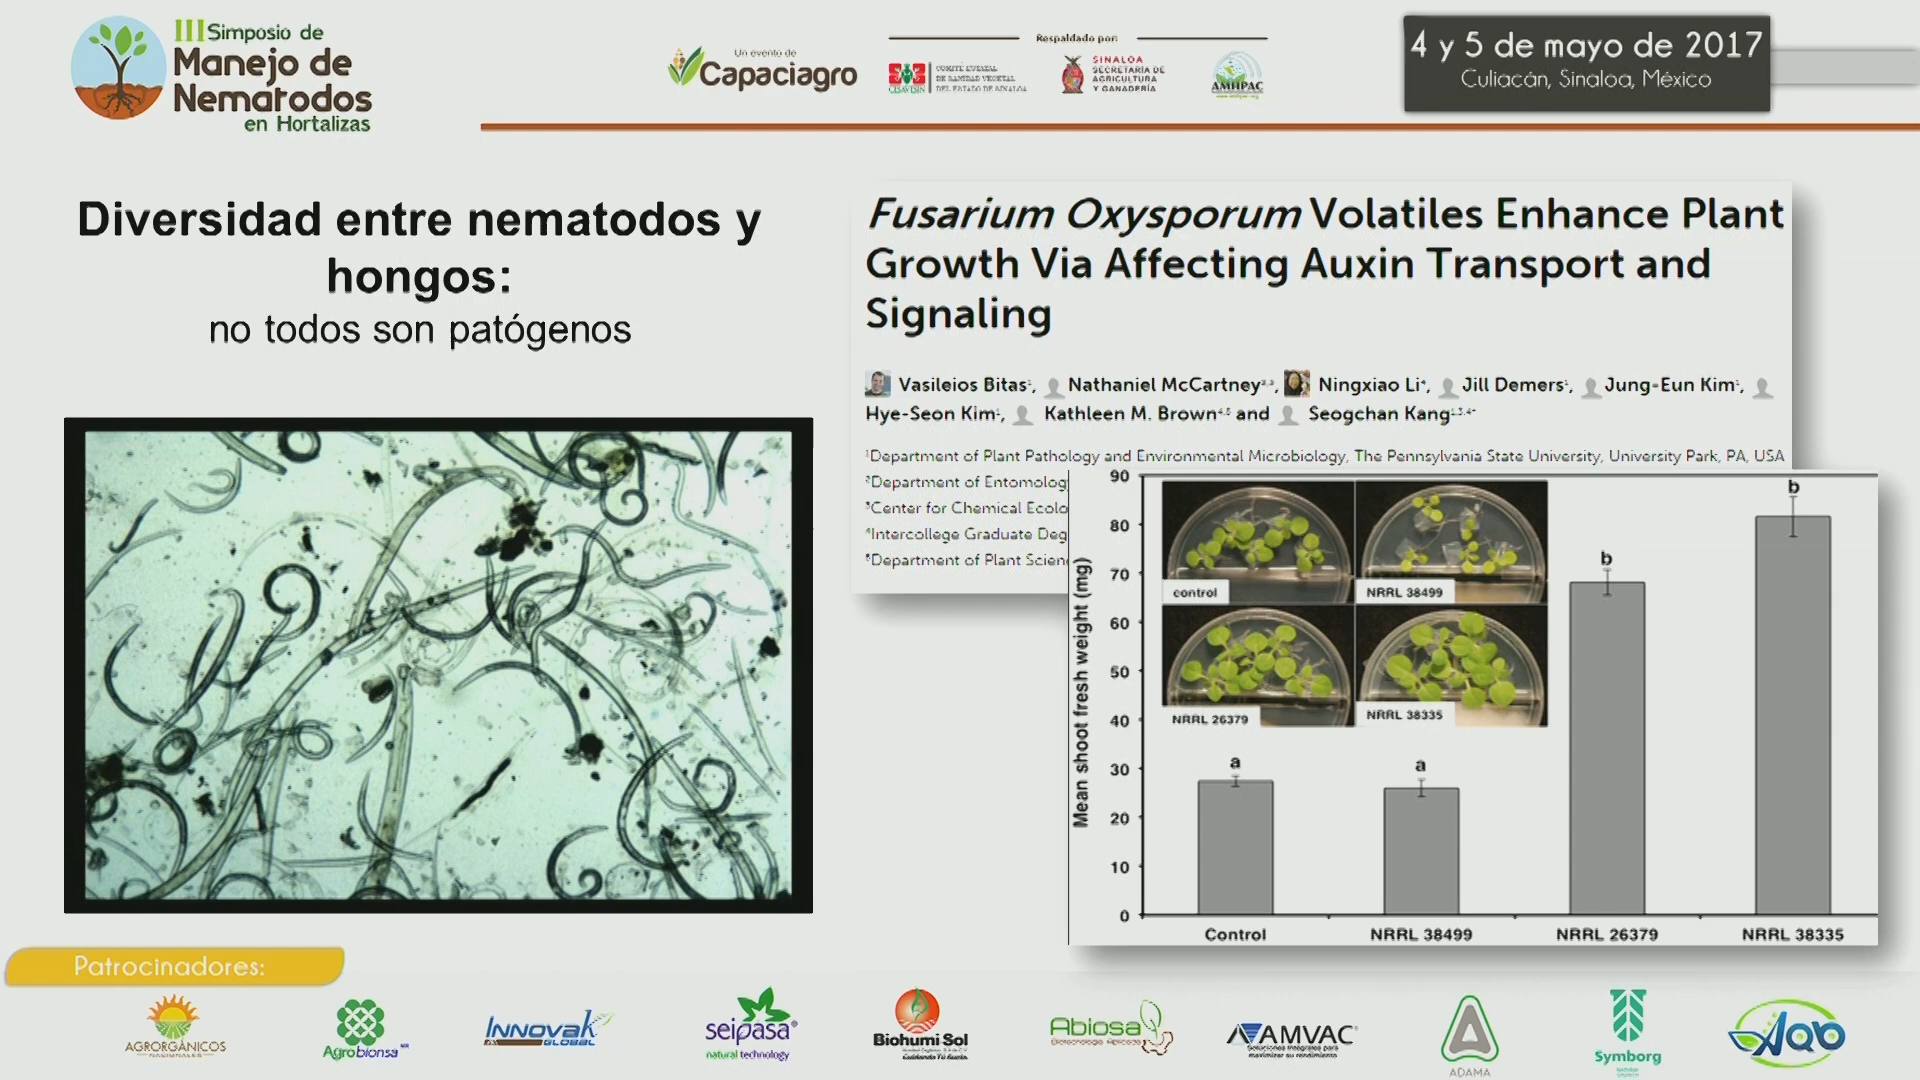 III Simposio de
Manejo de
Nematodos
en Hortalizas
Un evento de
Capaciagro
Respaldado por:
CESAVESIN
COMITÉ ESTATAL
DE SANIDAD VEGETAL
DEL ESTADO DE SINALOA
SINALOA
SECRETARÍA DE
AGRICULTURA
Y GANADERÍA
AMHPAC
4 y 5 de mayo de 2017
Culiacán, Sinaloa, México
Diversidad entre nematodos y
hongos:
no todos son patógenos
Fusarium Oxysporum Volatiles Enhance Plant
Growth Via Affecting Auxin Transport and
Signaling
Vasileios Bitas¹, Nathaniel McCartney²,³, Ningxiao Li⁴, Jill Demers¹, Jung-Eun Kim¹,
Hye-Seon Kim¹, Kathleen M. Brown⁴,⁵ and Seogchan Kang¹,³,⁴*
¹Department of Plant Pathology and Environmental Microbiology, The Pennsylvania State University, University Park, PA, USA
²Department of Entomolog
³Center for Chemical Ecolo
⁴Intercollege Graduate Deg
⁵Department of Plant Scien
Mean shoot fresh weight (mg)
90
80
70
60
50
40
30
20
10
0
control
NRRL 38499
NRRL 26379
NRRL 38335
a
a
b
b
Control
NRRL 38499
NRRL 26379
NRRL 38335
Patrocinadores:
AGRORGÁNICOS
Agrobionsa
INNOVAK
GLOBAL
seipasa
natural technology
Biohumi Sol
Abiosa
AMVAC
Soluciones integrales para
maximizar su rendimiento
ADAMA
Symborg
AQO